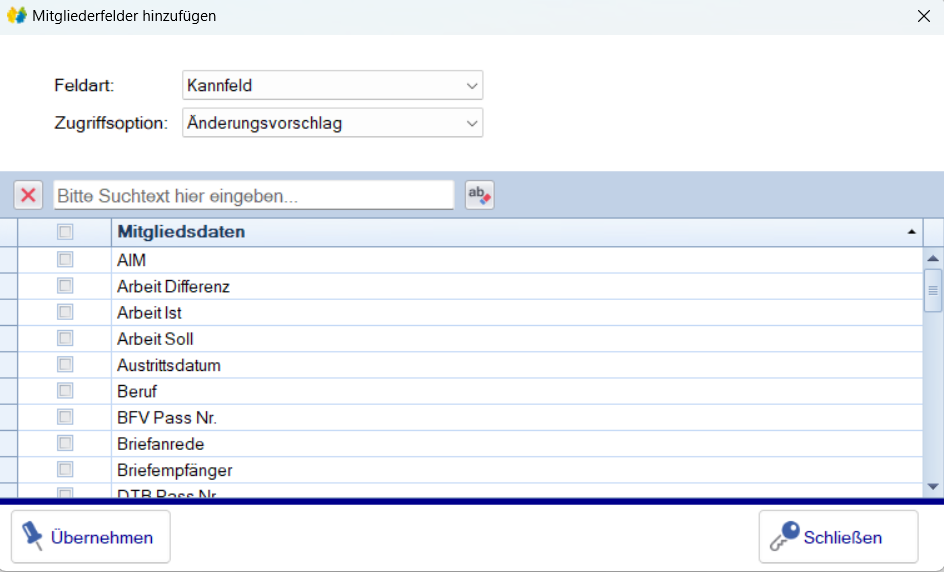 Mitgliederfelder hinzufügen
Feldart: Kannfeld
Zugriffsoption: Änderungsvorschlag
Bitte Suchtext hier eingeben...
ab
Mitgliedsdaten
AIM
Arbeit Differenz
Arbeit Ist
Arbeit Soll
Austrittsdatum
Beruf
BFV Pass Nr.
Briefanrede
Briefempfänger
DTB Pass Nr.
Übernehmen
Schließen